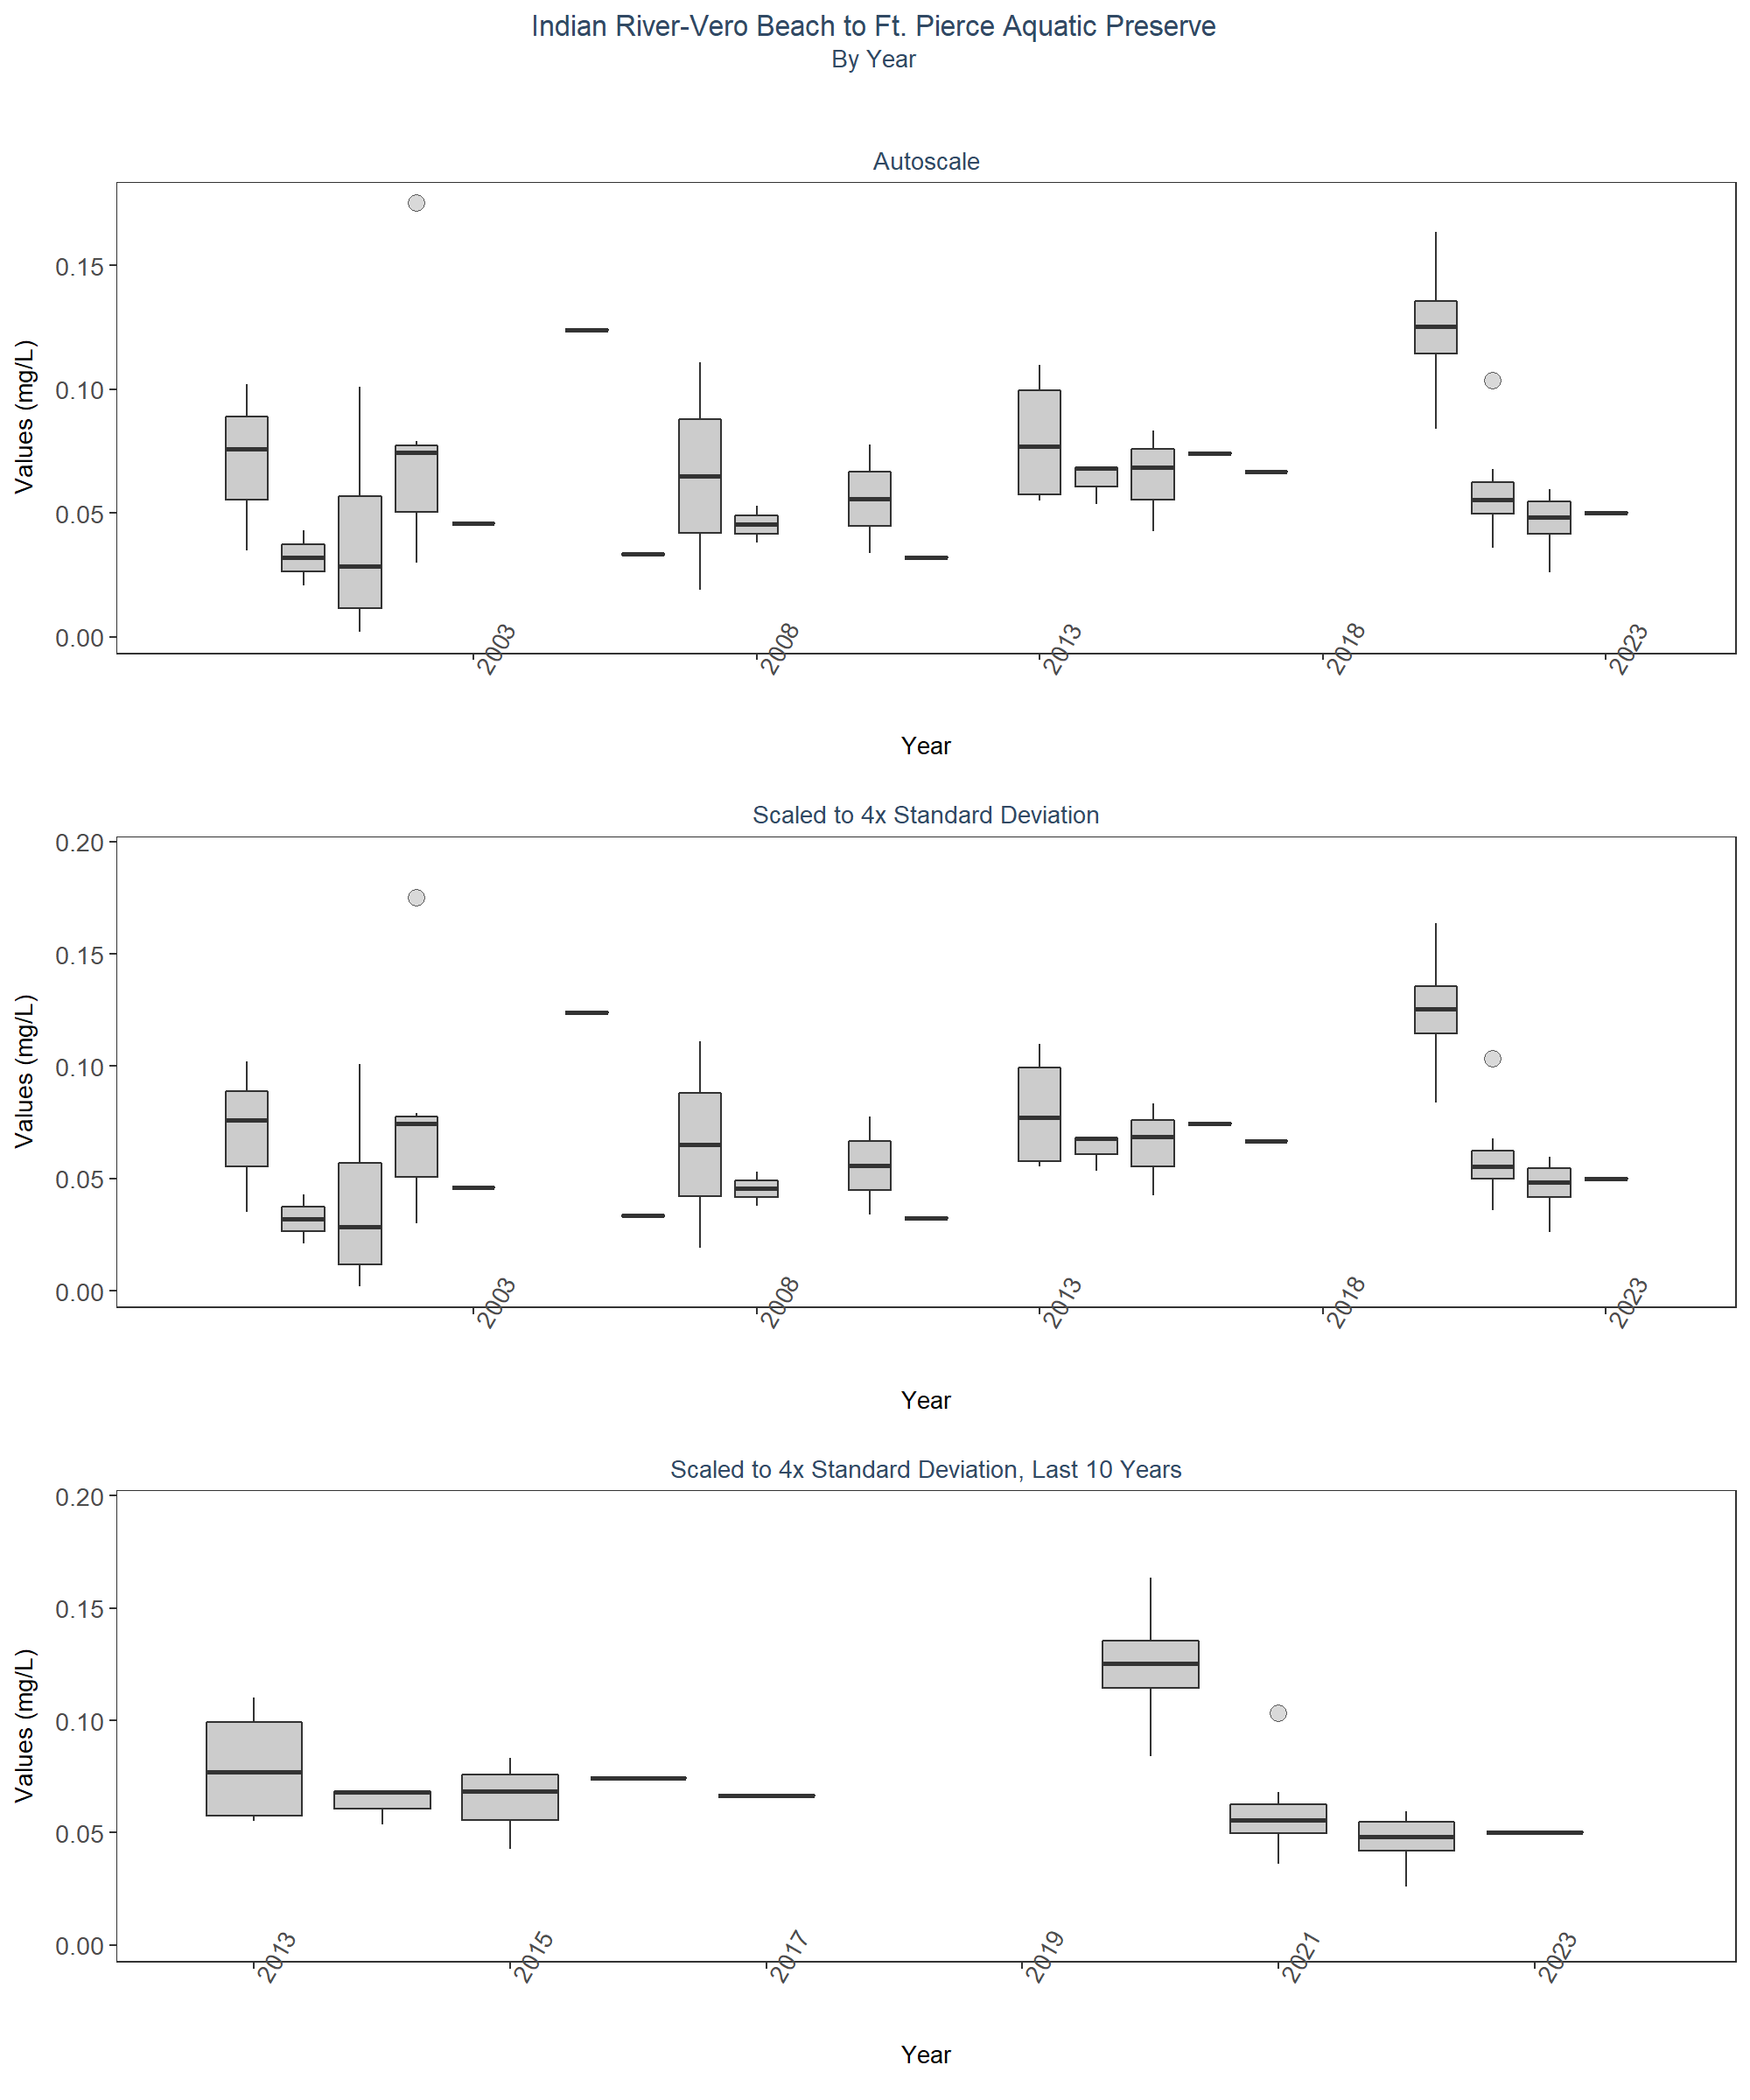 Indian River-Vero Beach to Ft. Pierce Aquatic Preserve
By Year
Autoscale
Values (mg/L)
0.15
0.10
0.05
0.00
2003
2008
2013
2018
2023
Year
Scaled to 4x Standard Deviation
Values (mg/L)
0.20
0.15
0.10
0.05
0.00
2003
2008
2013
2018
2023
Year
Scaled to 4x Standard Deviation, Last 10 Years
Values (mg/L)
0.20
0.15
0.10
0.05
0.00
2013
2015
2017
2019
2021
2023
Year